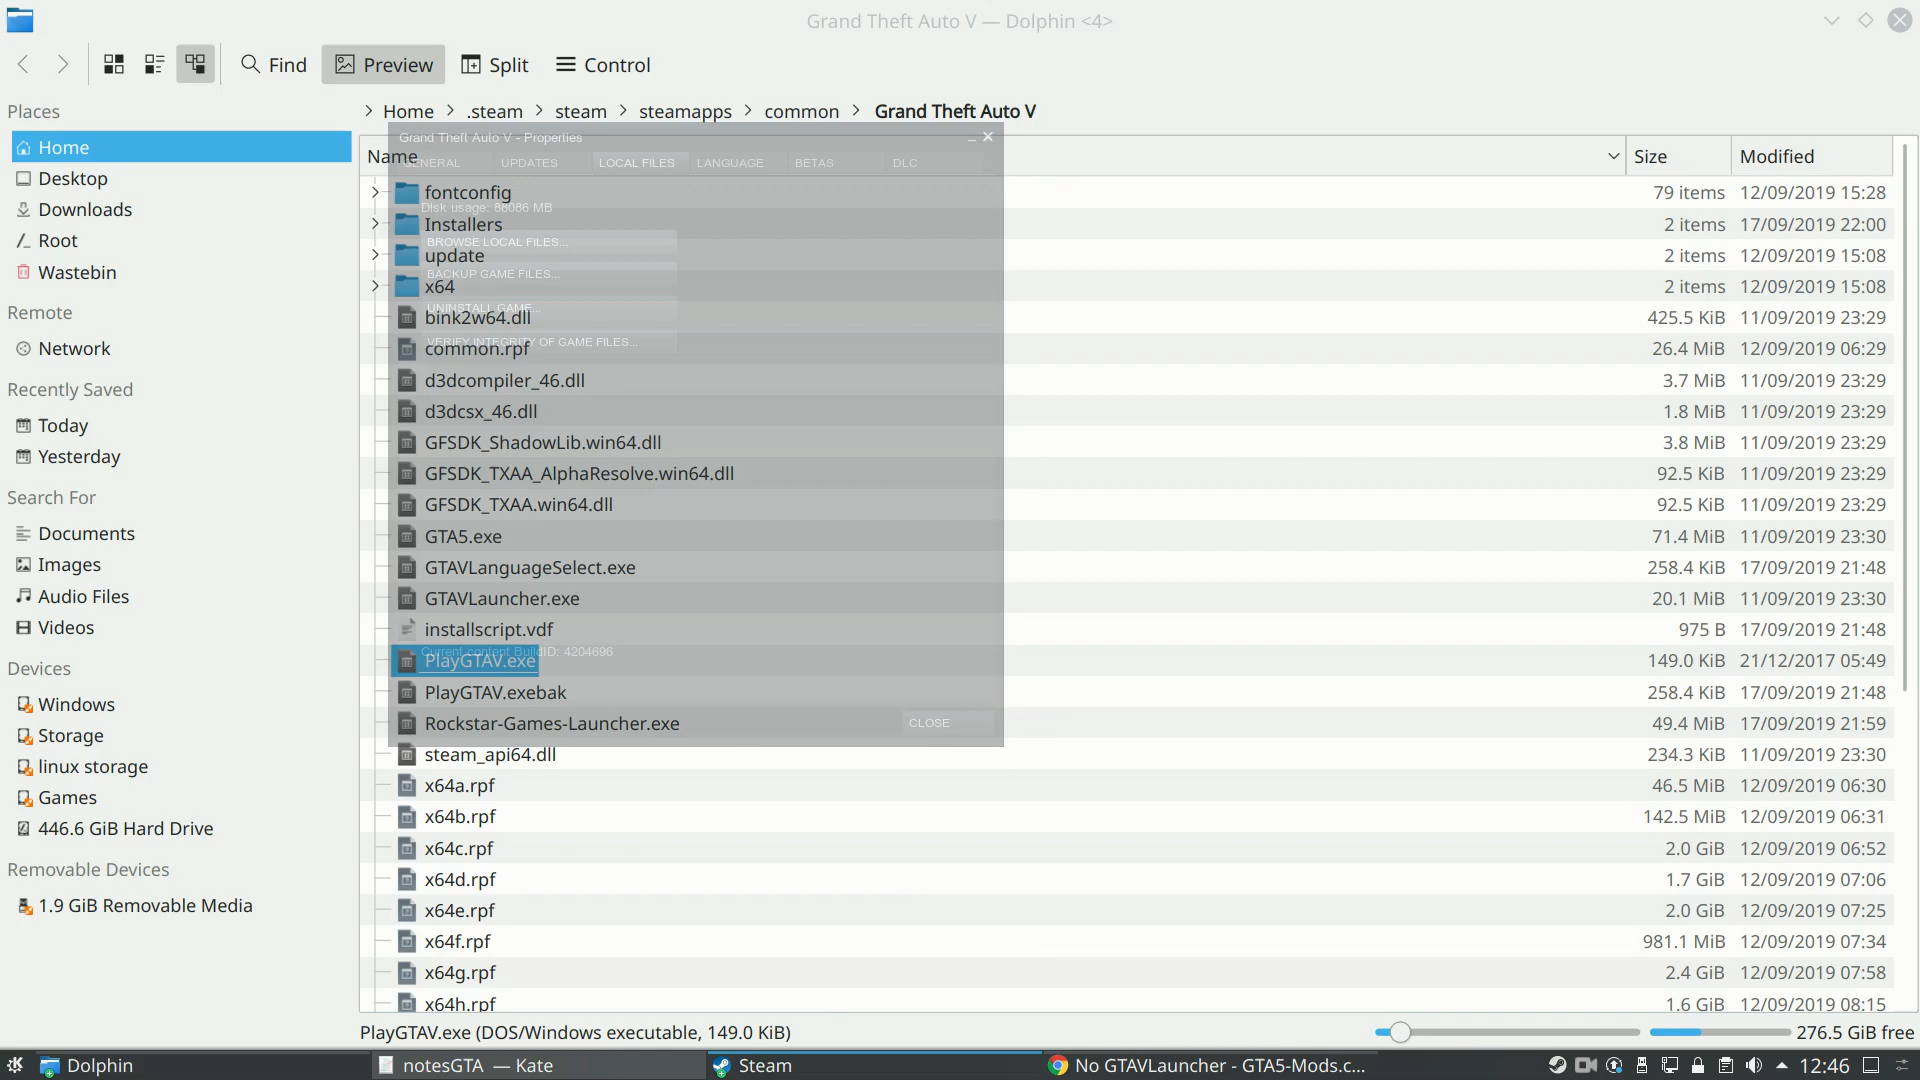 Grand Theft Auto V — Dolphin <4>
Find
Preview
Split
Control
Places
Home
Desktop
Downloads
Root
Wastebin
Remote
Network
Recently Saved
Today
Yesterday
Search For
Documents
Images
Audio Files
Videos
Devices
Windows
Storage
linux storage
Games
446.6 GiB Hard Drive
Removable Devices
1.9 GiB Removable Media
Home > .steam > steam > steamapps > common > Grand Theft Auto V
Grand Theft Auto V - Properties
GENERAL UPDATES LOCAL FILES LANGUAGE BETAS DLC
Disk usage: 88086 MB
BROWSE LOCAL FILES...
BACKUP GAME FILES...
UNINSTALL GAME...
VERIFY INTEGRITY OF GAME FILES...
Current content BuildID: 4204696
CLOSE
Name Size Modified
fontconfig 79 items 12/09/2019 15:28
Installers 2 items 17/09/2019 22:00
update 2 items 12/09/2019 15:08
x64 2 items 12/09/2019 15:08
bink2w64.dll 425.5 KiB 11/09/2019 23:29
common.rpf 26.4 MiB 12/09/2019 06:29
d3dcompiler_46.dll 3.7 MiB 11/09/2019 23:29
d3dcsx_46.dll 1.8 MiB 11/09/2019 23:29
GFSDK_ShadowLib.win64.dll 3.8 MiB 11/09/2019 23:29
GFSDK_TXAA_AlphaResolve.win64.dll 92.5 KiB 11/09/2019 23:29
GFSDK_TXAA.win64.dll 92.5 KiB 11/09/2019 23:29
GTA5.exe 71.4 MiB 11/09/2019 23:30
GTAVLanguageSelect.exe 258.4 KiB 17/09/2019 21:48
GTAVLauncher.exe 20.1 MiB 11/09/2019 23:30
installscript.vdf 975 B 17/09/2019 21:48
PlayGTAV.exe 149.0 KiB 21/12/2017 05:49
PlayGTAV.exebak 258.4 KiB 17/09/2019 21:48
Rockstar-Games-Launcher.exe 49.4 MiB 17/09/2019 21:59
steam_api64.dll 234.3 KiB 11/09/2019 23:30
x64a.rpf 46.5 MiB 12/09/2019 06:30
x64b.rpf 142.5 MiB 12/09/2019 06:31
x64c.rpf 2.0 GiB 12/09/2019 06:52
x64d.rpf 1.7 GiB 12/09/2019 07:06
x64e.rpf 2.0 GiB 12/09/2019 07:25
x64f.rpf 981.1 MiB 12/09/2019 07:34
x64g.rpf 2.4 GiB 12/09/2019 07:58
x64h.rpf 1.6 GiB 12/09/2019 08:15
PlayGTAV.exe (DOS/Windows executable, 149.0 KiB) 276.5 GiB free
Dolphin
notesGTA — Kate
Steam
No GTAVLauncher - GTA5-Mods.c...
12:46